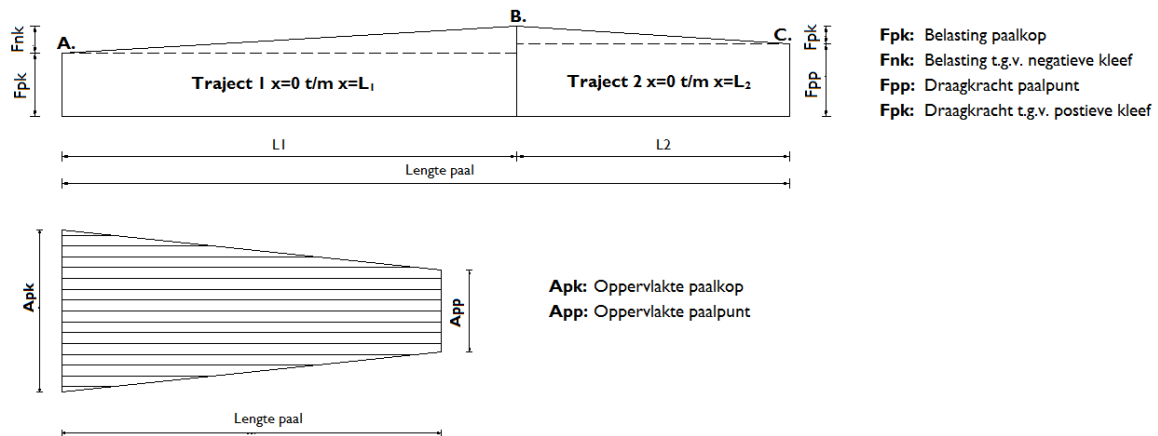 Fnk
Fpk
A.
B.
C.
Traject 1 x=0 t/m x=L₁
Traject 2 x=0 t/m x=L₂
Fpk
Fpp
L1
L2
Lengte paal
Fpk: Belasting paalkop
Fnk: Belasting t.g.v. negatieve kleef
Fpp: Draagkracht paalpunt
Fpk: Draagkracht t.g.v. postieve kleef
Apk
App
Lengte paal
Apk: Oppervlakte paalkop
App: Oppervlakte paalpunt